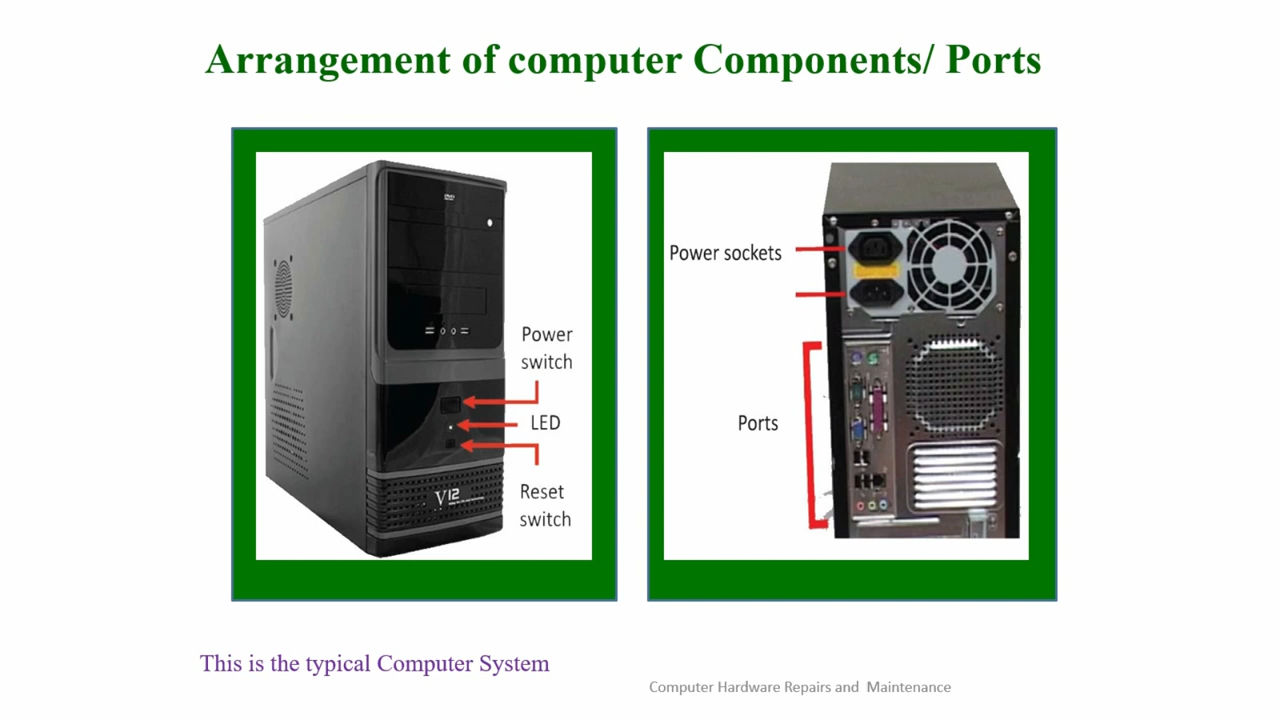 Arrangement of computer Components/ Ports
Power
switch
LED
Reset
switch
V12
Power sockets
Ports
This is the typical Computer System
Computer Hardware Repairs and Maintenance